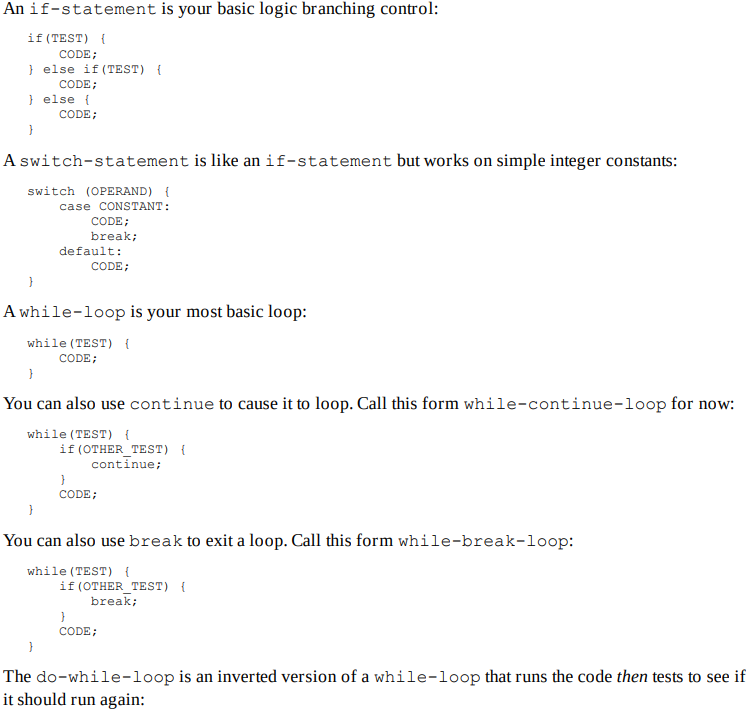 An if-statement is your basic logic branching control:
if(TEST) {
    CODE;
} else if(TEST) {
    CODE;
} else {
    CODE;
}
A switch-statement is like an if-statement but works on simple integer constants:
switch (OPERAND) {
    case CONSTANT:
        CODE;
        break;
    default:
        CODE;
}
A while-loop is your most basic loop:
while(TEST) {
    CODE;
}
You can also use continue to cause it to loop. Call this form while-continue-loop for now:
while(TEST) {
    if(OTHER_TEST) {
        continue;
    }
    CODE;
}
You can also use break to exit a loop. Call this form while-break-loop:
while(TEST) {
    if(OTHER_TEST) {
        break;
    }
    CODE;
}
The do-while-loop is an inverted version of a while-loop that runs the code then tests to see if
it should run again: